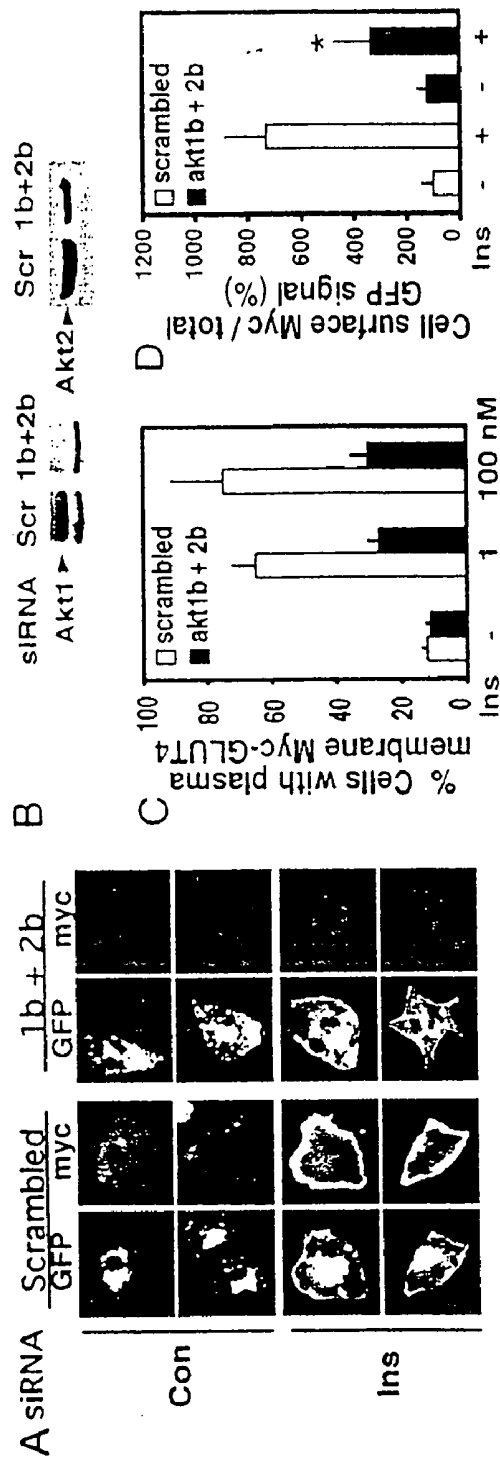 A siRNA
Scrambled 1b + 2b
GFP myc GFP myc
Con
Ins
B
siRNA Scr 1b+2b Scr 1b+2b
Akt1 Akt2
C
% Cells with plasma
membrane Myc-GLUT4
100
80
60
40
20
0
scrambled
akt1b + 2b
Ins - 1 100 nM
D
Cell surface Myc / total
GFP signal (%)
1200
1000
800
600
400
200
0
scrambled
akt1b + 2b
*
Ins - + - +